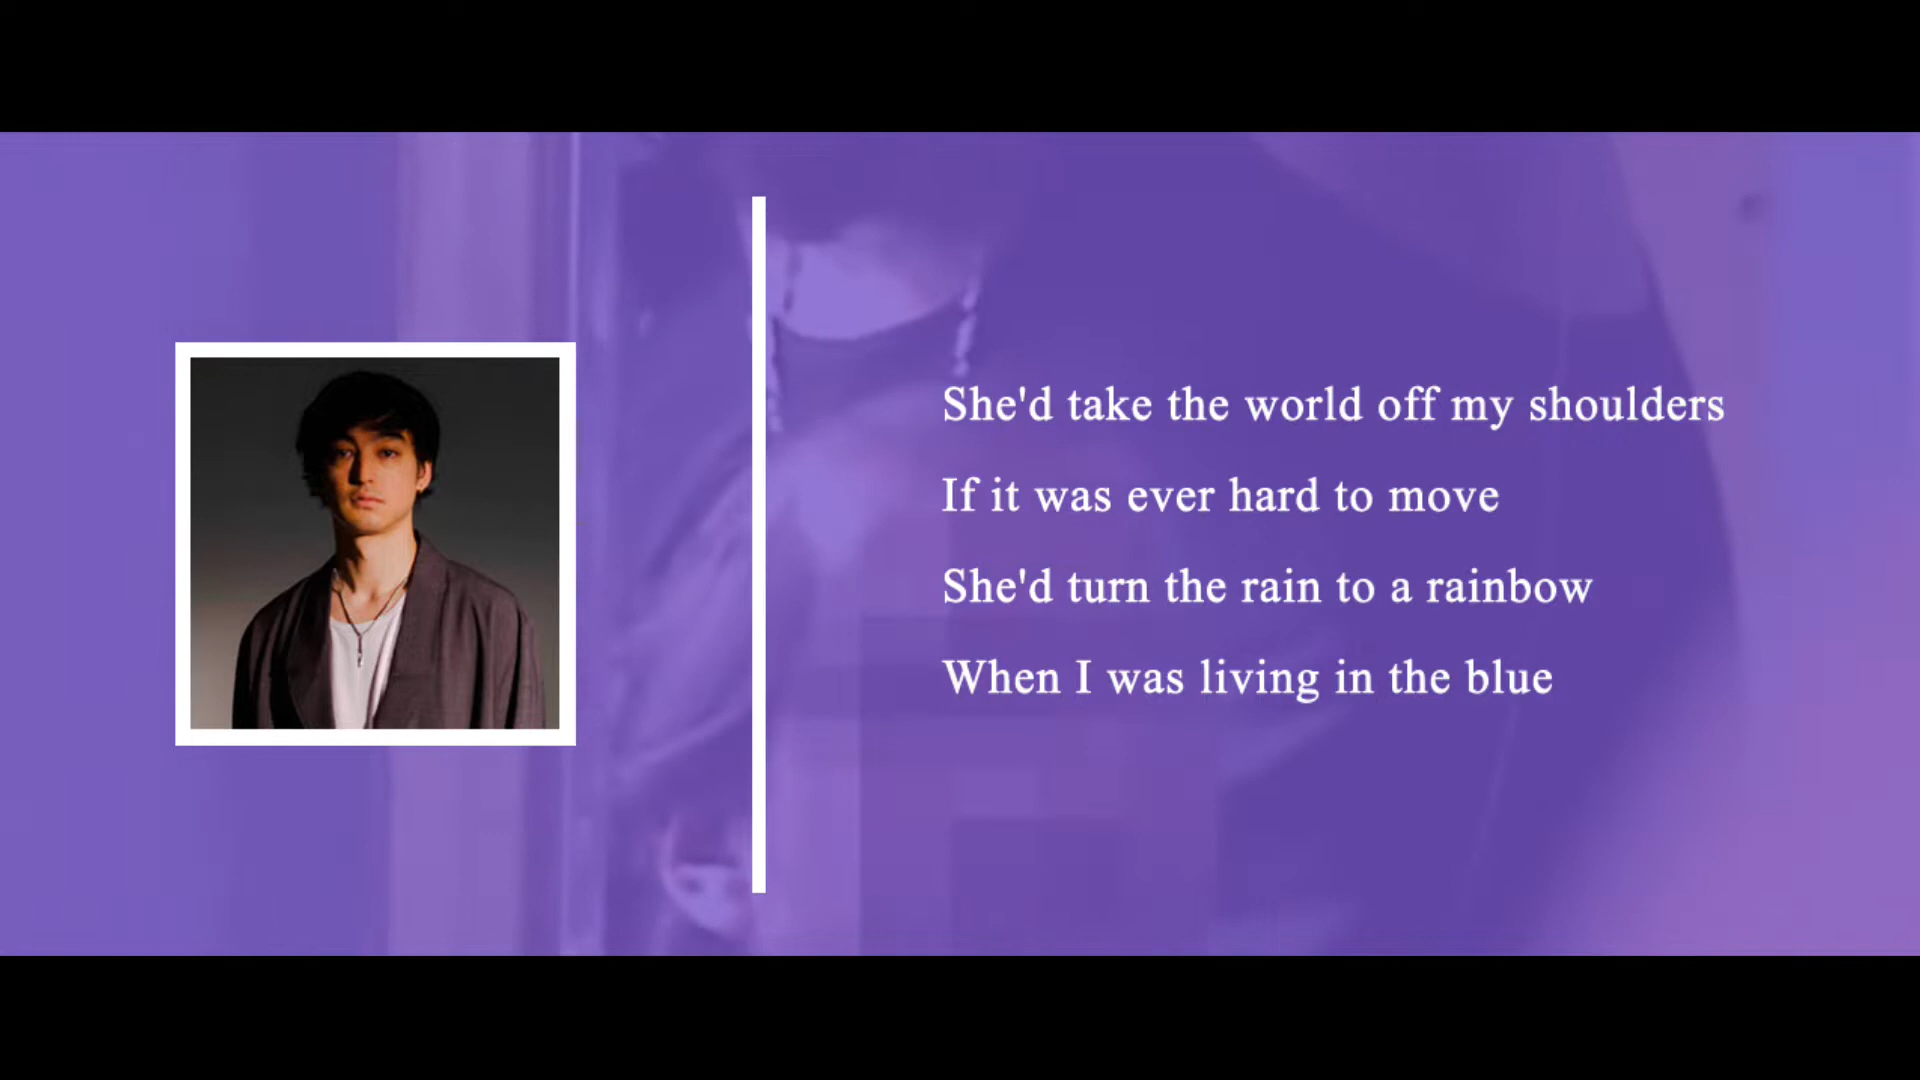 She'd take the world off my shoulders
If it was ever hard to move
She'd turn the rain to a rainbow
When I was living in the blue